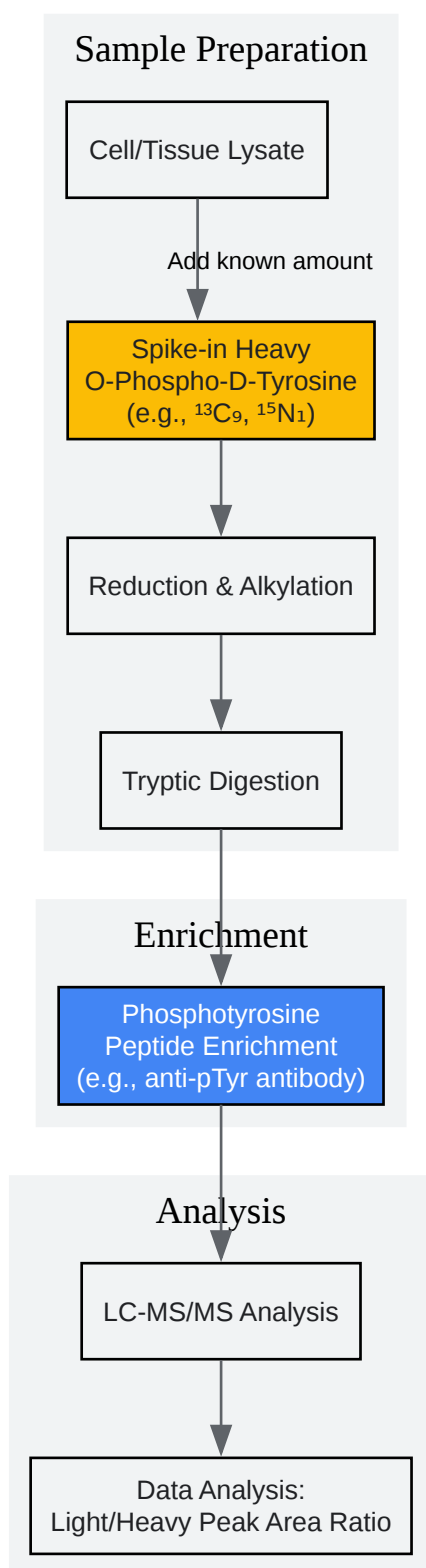 Sample Preparation
Cell/Tissue Lysate
Add known amount
Spike-in Heavy
O-Phospho-D-Tyrosine
(e.g., ¹³C₉, ¹⁵N₁)
Reduction & Alkylation
Tryptic Digestion
Enrichment
Phosphotyrosine
Peptide Enrichment
(e.g., anti-pTyr antibody)
Analysis
LC-MS/MS Analysis
Data Analysis:
Light/Heavy Peak Area Ratio